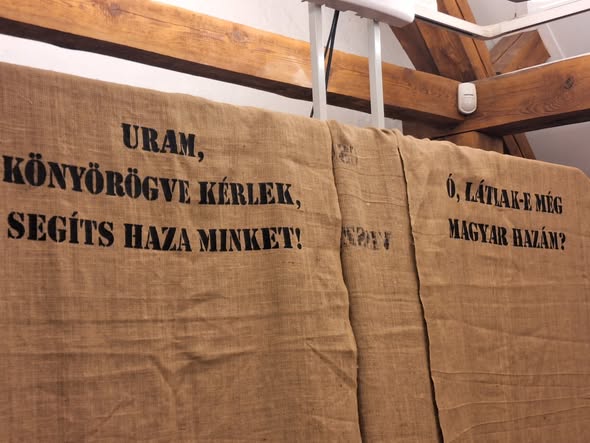 URAM,
KÖNYÖRÖGVE KÉRLEK,
SEGÍTS HAZA MINKET!
Ó, LÁTLAK-E MÉG
MAGYAR HAZÁM?